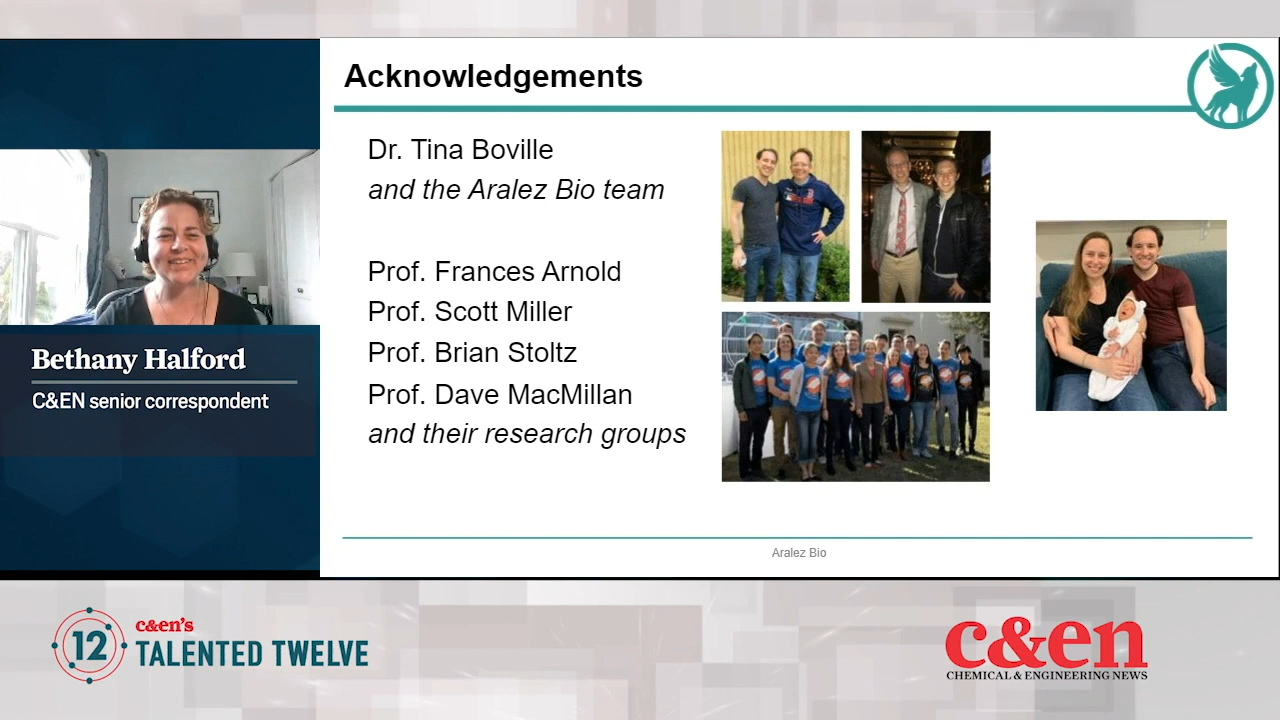 Acknowledgements
Dr. Tina Boville
and the Aralez Bio team
Prof. Frances Arnold
Prof. Scott Miller
Prof. Brian Stoltz
Prof. Dave MacMillan
and their research groups
Aralez Bio
Bethany Halford
C&EN senior correspondent
12
c&en's
TALENTED TWELVE
c&en
CHEMICAL & ENGINEERING NEWS